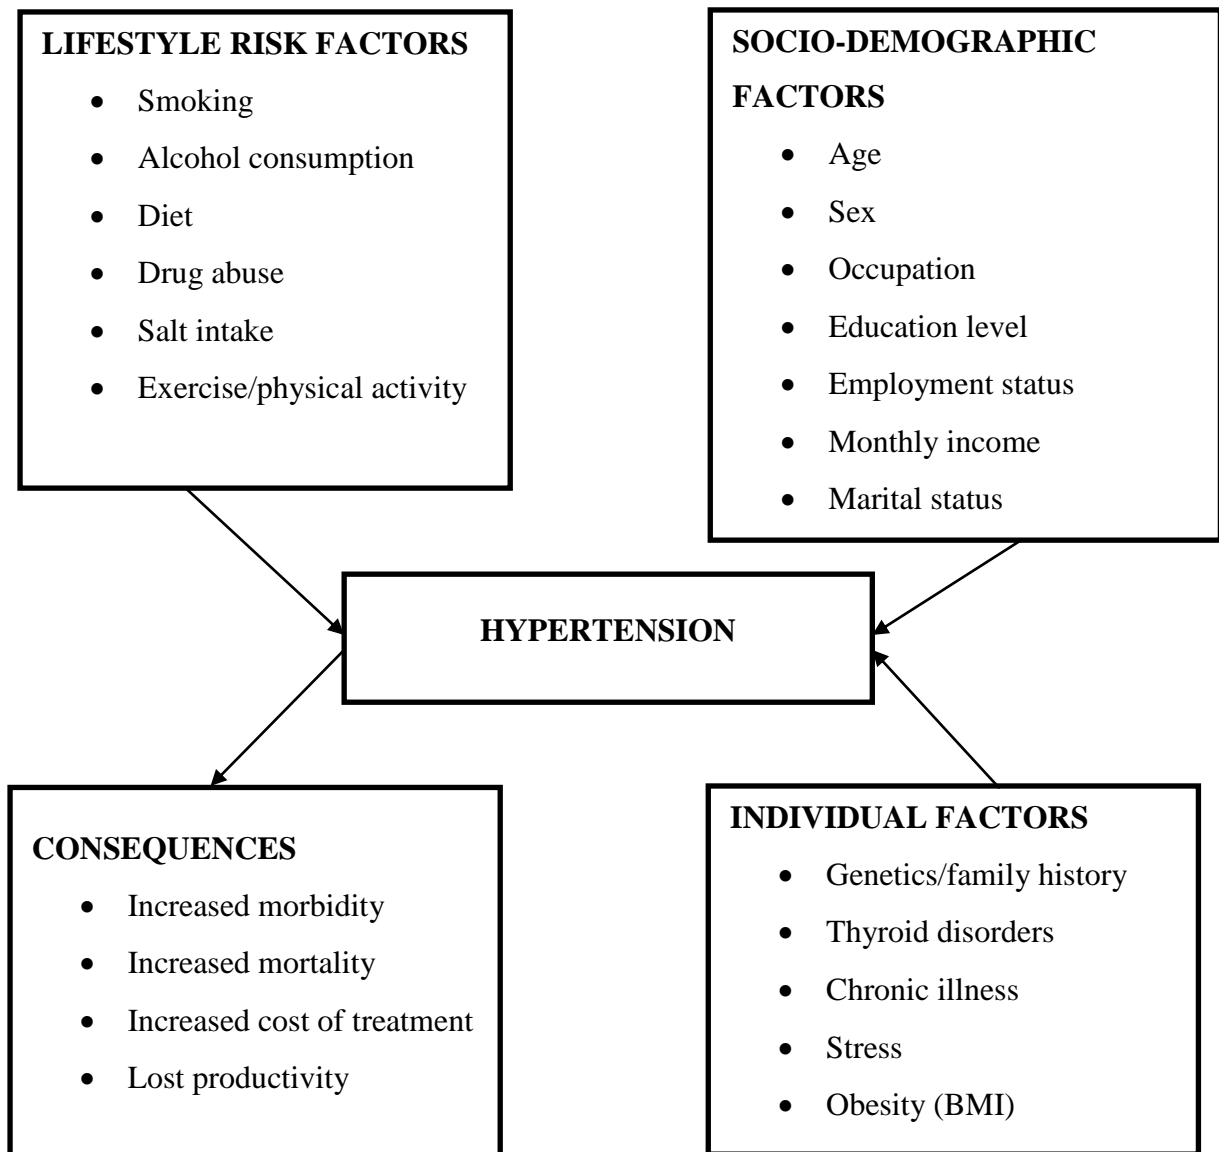 LIFESTYLE RISK FACTORS
• Smoking
• Alcohol consumption
• Diet
• Drug abuse
• Salt intake
• Exercise/physical activity
SOCIO-DEMOGRAPHIC
FACTORS
• Age
• Sex
• Occupation
• Education level
• Employment status
• Monthly income
• Marital status
HYPERTENSION
CONSEQUENCES
• Increased morbidity
• Increased mortality
• Increased cost of treatment
• Lost productivity
INDIVIDUAL FACTORS
• Genetics/family history
• Thyroid disorders
• Chronic illness
• Stress
• Obesity (BMI)